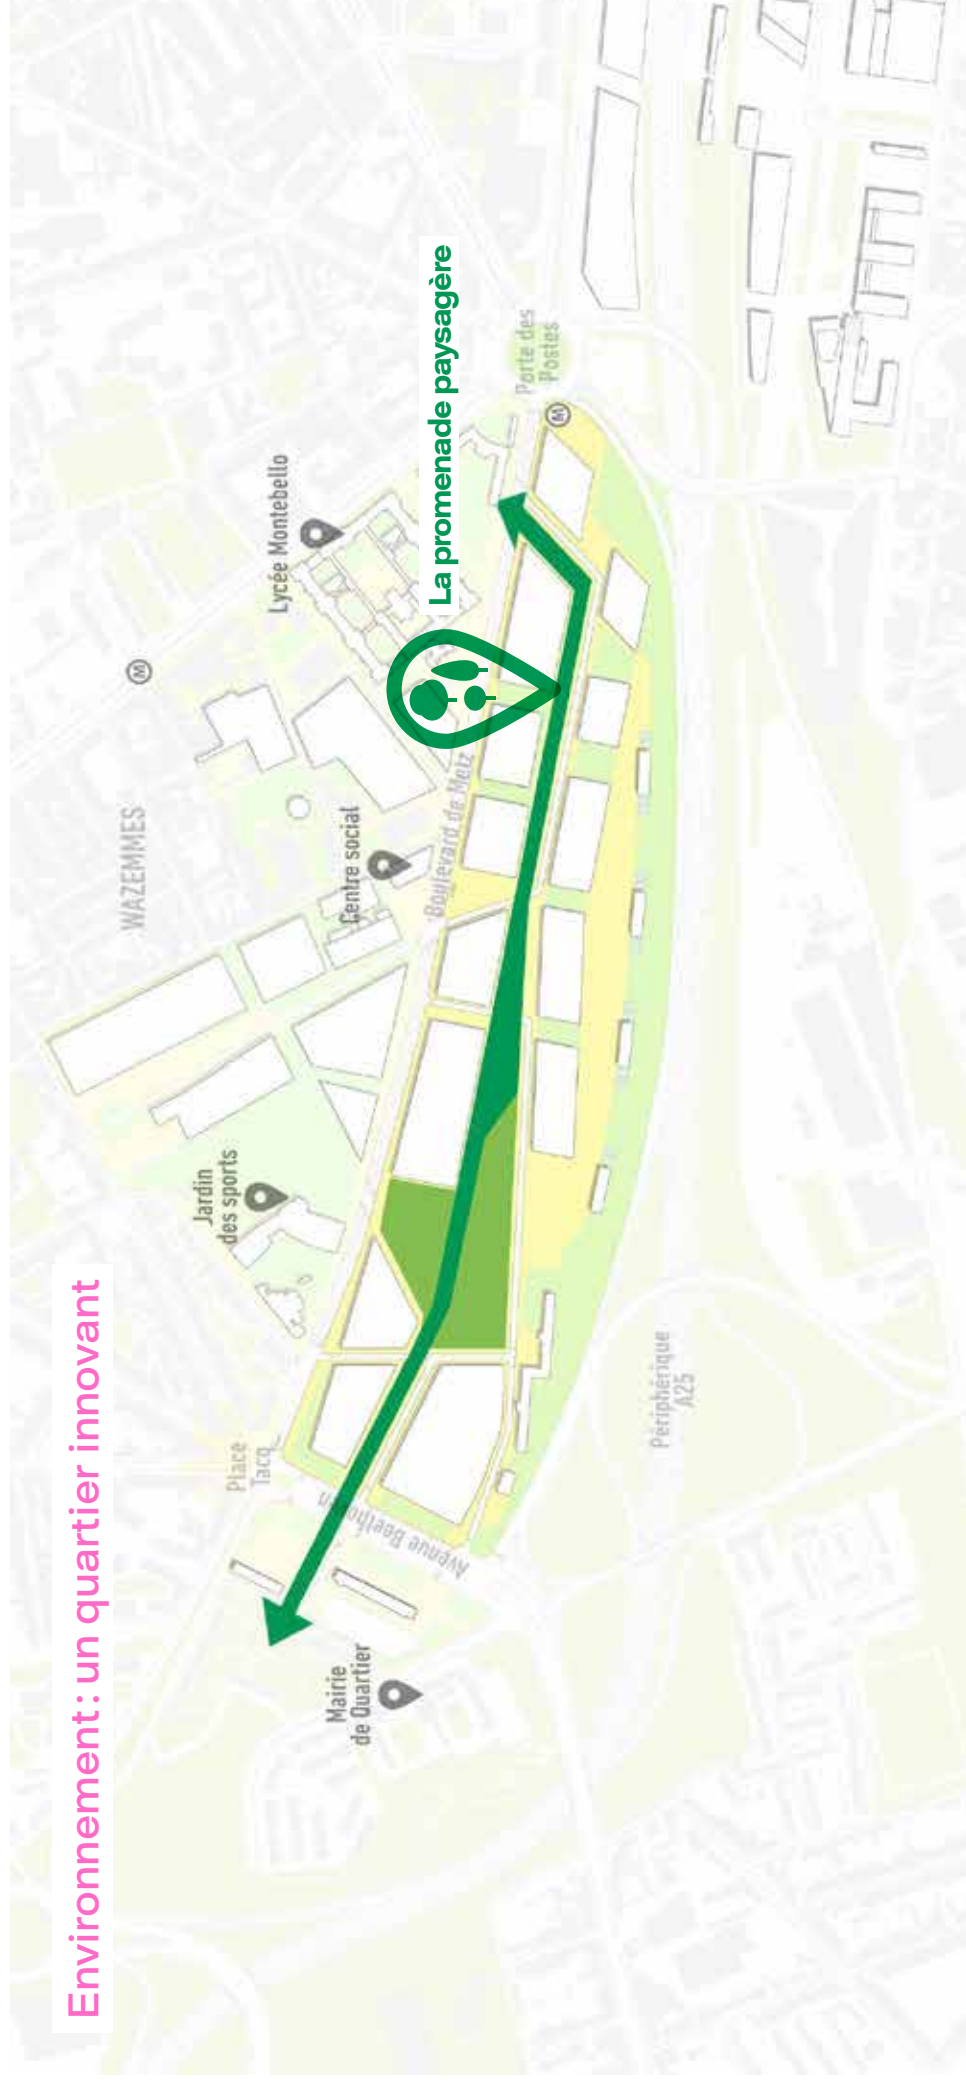 Environnement : un quartier innovant
WAZEMMES
M
Lycée Montebello
La promenade paysagère
Porte des
Postes
M
Centre social
Boulevard de Metz
Jardin
des sports
Place
Tacq
Avenue Beethoven
Mairie
de Quartier
Périphérique
A25